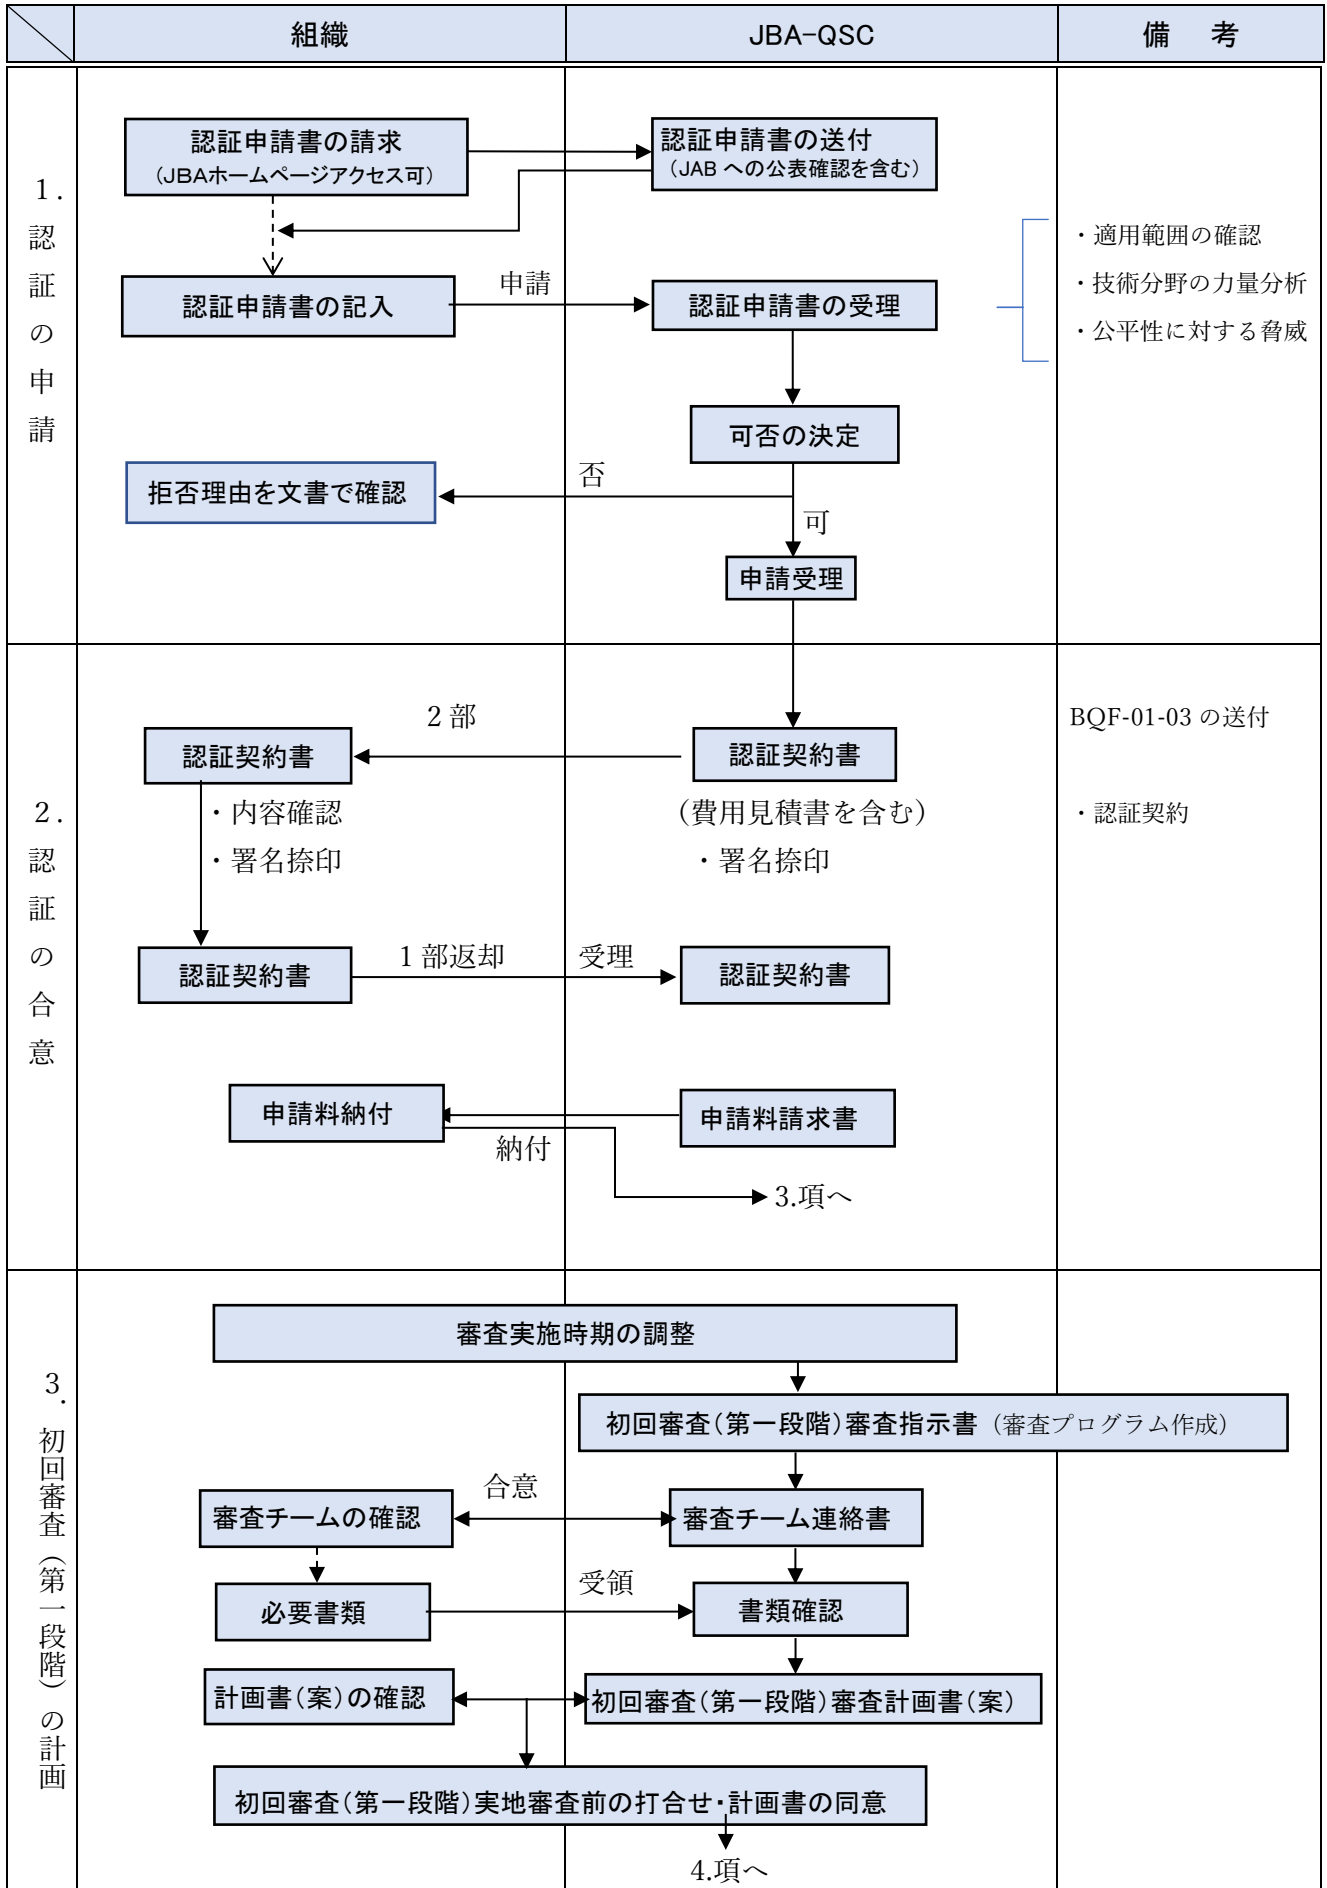 組織
JBA-QSC
備　考
1.認証の申請
認証申請書の請求
(JBAホームページアクセス可)
認証申請書の送付
(JAB への公表確認を含む)
・適用範囲の確認
・技術分野の力量分析
・公平性に対する脅威
認証申請書の記入
申請
認証申請書の受理
可否の決定
否
拒否理由を文書で確認
可
申請受理
2.認証の合意
2 部
BQF-01-03 の送付
認証契約書
認証契約書
・内容確認
(費用見積書を含む)
・認証契約
・署名捺印
・署名捺印
1 部返却
受理
認証契約書
認証契約書
申請料納付
申請料請求書
納付
3.項へ
3.初回審査(第一段階)の計画
審査実施時期の調整
初回審査(第一段階)審査指示書 (審査プログラム作成)
合意
審査チームの確認
審査チーム連絡書
受領
必要書類
書類確認
計画書(案)の確認
初回審査(第一段階)審査計画書(案)
初回審査(第一段階)実地審査前の打合せ・計画書の同意
4.項へ